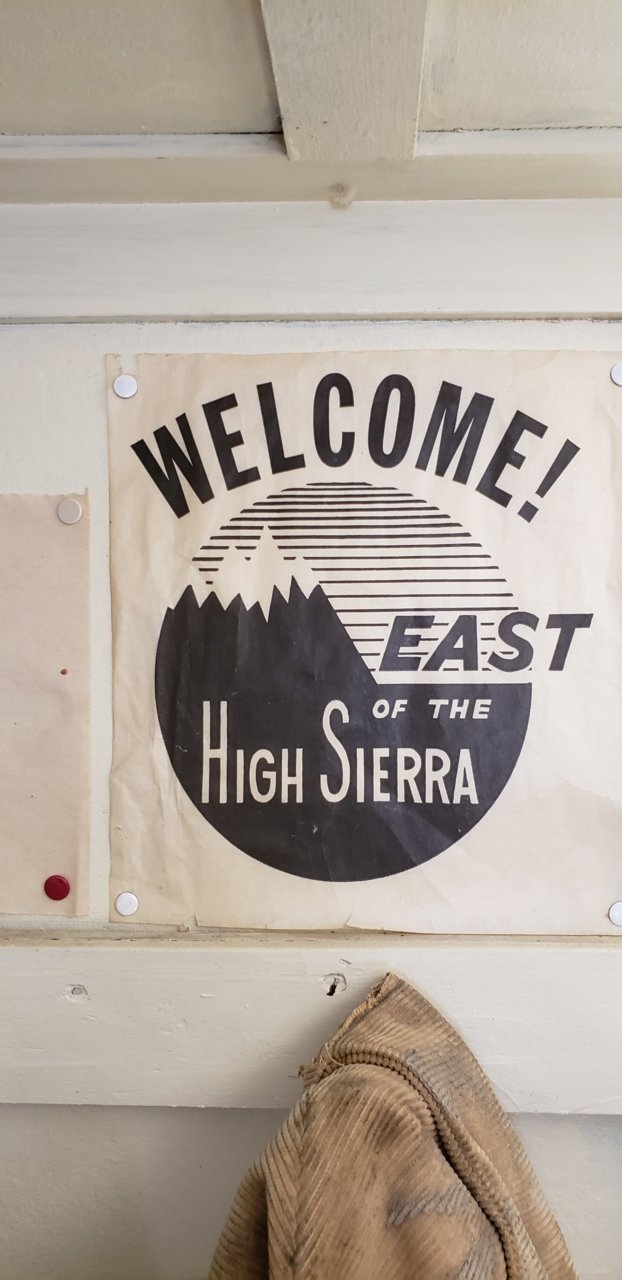 WELCOME!
EAST
OF THE
HIGH SIERRA